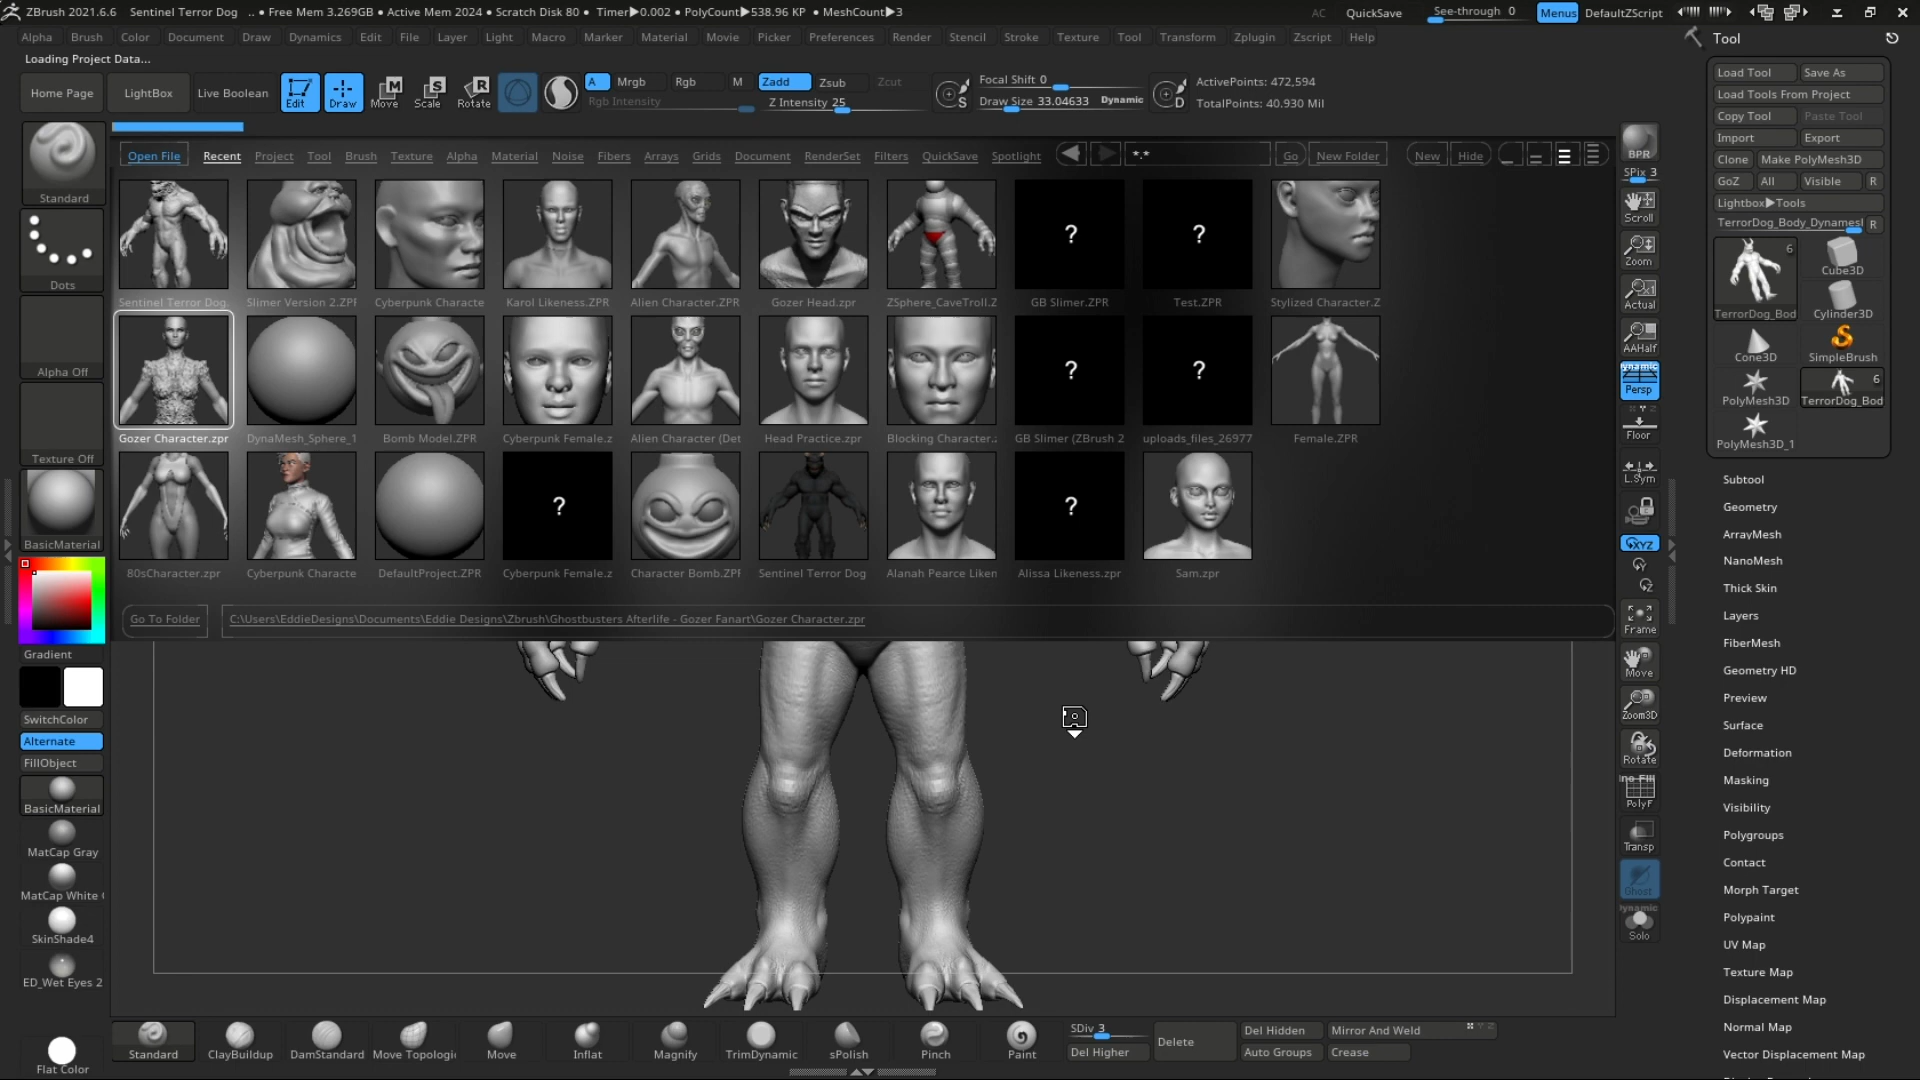 ZBrush 2021.6.6 Sentinel Terror Dog .. • Free Mem 3.269GB • Active Mem 2024 • Scratch Disk 80 • Timer▶0.002 • PolyCount▶538.96 KP • MeshCount▶3 AC QuickSave See-through 0 Menus DefaultZScript
Alpha Brush Color Document Draw Dynamics Edit File Layer Light Macro Marker Material Movie Picker Preferences Render Stencil Stroke Texture Tool Transform Zplugin Zscript Help
Tool
Loading Project Data...
Home Page LightBox Live Boolean Edit Draw Move Scale Rotate
A Mrgb Rgb M Zadd Zsub Zcut
Rgb Intensity Z Intensity 25
Focal Shift 0
Draw Size 33.04633 Dynamic
ActivePoints: 472,594
TotalPoints: 40.930 Mil
Open File Recent Project Tool Brush Texture Alpha Material Noise Fibers Arrays Grids Document RenderSet Filters QuickSave Spotlight *.* Go New Folder New Hide
Sentinel Terror Dog. Slimer Version 2.ZPF Cyberpunk Characte Karol Likeness.ZPR Alien Character.ZPR Gozer Head.zpr ZSphere_CaveTroll.Z GB Slimer.ZPR Test.ZPR Stylized Character.Z
Gozer Character.zpr DynaMesh_Sphere_1 Bomb Model.ZPR Cyberpunk Female.z Alien Character (Det Head Practice.zpr Blocking Character.: GB Slimer (ZBrush 2 uploads_files_26977 Female.ZPR
80sCharacter.zpr Cyberpunk Characte DefaultProject.ZPR Cyberpunk Female.z Character Bomb.ZPF Sentinel Terror Dog Alanah Pearce Liken Alissa Likeness.zpr Sam.zpr
Go To Folder C:\Users\EddieDesigns\Documents\Eddie Designs\Zbrush\Ghostbusters Afterlife - Gozer Fanart\Gozer Character.zpr
Standard
Dots
Alpha Off
Texture Off
BasicMaterial
Gradient
SwitchColor
Alternate
FillObject
BasicMaterial
MatCap Gray
MatCap White (
SkinShade4
ED_Wet Eyes 2
Flat Color
Standard ClayBuildup DamStandard Move Topologi Move Inflat Magnify TrimDynamic sPolish Pinch Paint
SDiv 3
Del Higher
Delete
Del Hidden
Auto Groups
Mirror And Weld
Crease
BPR
SPix 3
Scroll
Zoom
Actual
AAHalf
Persp
Floor
L.Sym
XYZ
Frame
Move
Zoom3D
Rotate
PolyF
Transp
Ghost
Dynamic
Solo
Load Tool Save As
Load Tools From Project
Copy Tool Paste Tool
Import Export
Clone Make PolyMesh3D
GoZ All Visible R
Lightbox▶Tools
TerrorDog_Body_Dynamesl R
6 Cube3D
TerrorDog_Bod Cylinder3D
Cone3D SimpleBrush
6
PolyMesh3D TerrorDog_Bod
PolyMesh3D_1
Subtool
Geometry
ArrayMesh
NanoMesh
Thick Skin
Layers
FiberMesh
Geometry HD
Preview
Surface
Deformation
Masking
Visibility
Polygroups
Contact
Morph Target
Polypaint
UV Map
Texture Map
Displacement Map
Normal Map
Vector Displacement Map